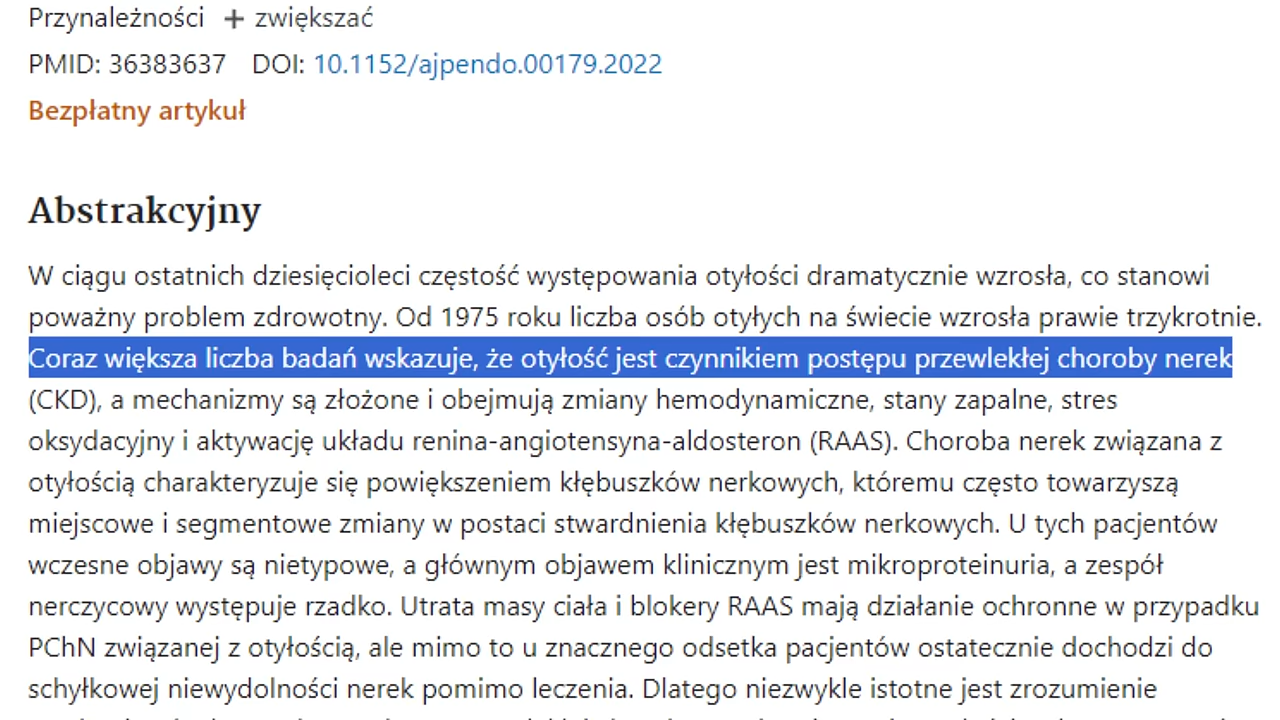 Przynależności + zwiększać
PMID: 36383637 DOI: 10.1152/ajpendo.00179.2022
Bezpłatny artykuł
Abstrakcyjny
W ciągu ostatnich dziesięcioleci częstość występowania otyłości dramatycznie wzrosła, co stanowi
poważny problem zdrowotny. Od 1975 roku liczba osób otyłych na świecie wzrosła prawie trzykrotnie.
Coraz większa liczba badań wskazuje, że otyłość jest czynnikiem postępu przewlekłej choroby nerek
(CKD), a mechanizmy są złożone i obejmują zmiany hemodynamiczne, stany zapalne, stres
oksydacyjny i aktywację układu renina-angiotensyna-aldosteron (RAAS). Choroba nerek związana z
otyłością charakteryzuje się powiększeniem kłębuszków nerkowych, któremu często towarzyszą
miejscowe i segmentowe zmiany w postaci stwardnienia kłębuszków nerkowych. U tych pacjentów
wczesne objawy są nietypowe, a głównym objawem klinicznym jest mikroproteinuria, a zespół
nerczycowy występuje rzadko. Utrata masy ciała i blokery RAAS mają działanie ochronne w przypadku
PChN związanej z otyłością, ale mimo to u znacznego odsetka pacjentów ostatecznie dochodzi do
schyłkowej niewydolności nerek pomimo leczenia. Dlatego niezwykle istotne jest zrozumienie